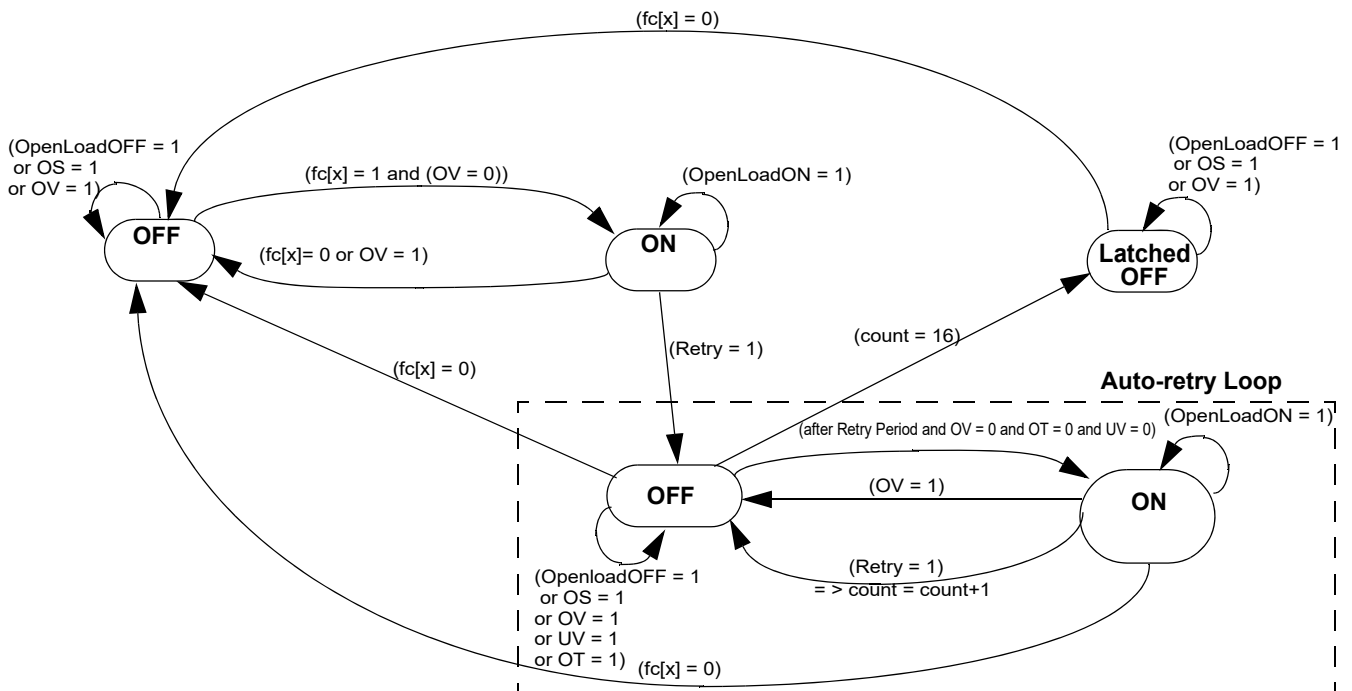 (fc[x] = 0)
(OpenLoadOFF = 1
or OS = 1
or OV = 1)
OFF
(fc[x] = 1 and (OV = 0))
(OpenLoadON = 1)
ON
(fc[x]= 0 or OV = 1)
(OpenLoadOFF = 1
or OS = 1
or OV = 1)
Latched
OFF
(Retry = 1)
(count = 16)
(fc[x] = 0)
Auto-retry Loop
(OpenLoadON = 1)
(after Retry Period and OV = 0 and OT = 0 and UV = 0)
OFF
(OV = 1)
ON
(Retry = 1)
= > count = count+1
(OpenloadOFF = 1
or OS = 1
or OV = 1
or UV = 1
or OT = 1)
(fc[x] = 0)